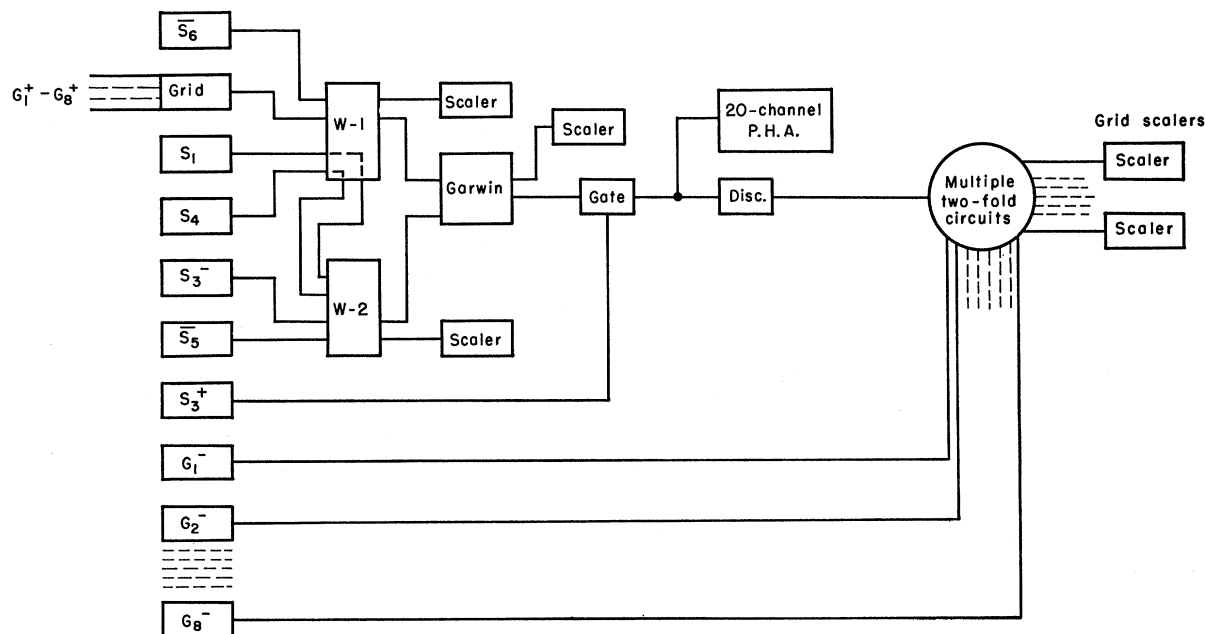 S̅₆
G₁⁺ – G₈⁺
Grid
S₁
S₄
S₃⁻
S̅₅
S₃⁺
G₁⁻
G₂⁻
G₈⁻
W-1
W-2
Scaler
Scaler
Garwin
Scaler
Gate
20-channel
P.H.A.
Disc.
Multiple
two-fold
circuits
Grid scalers
Scaler
Scaler